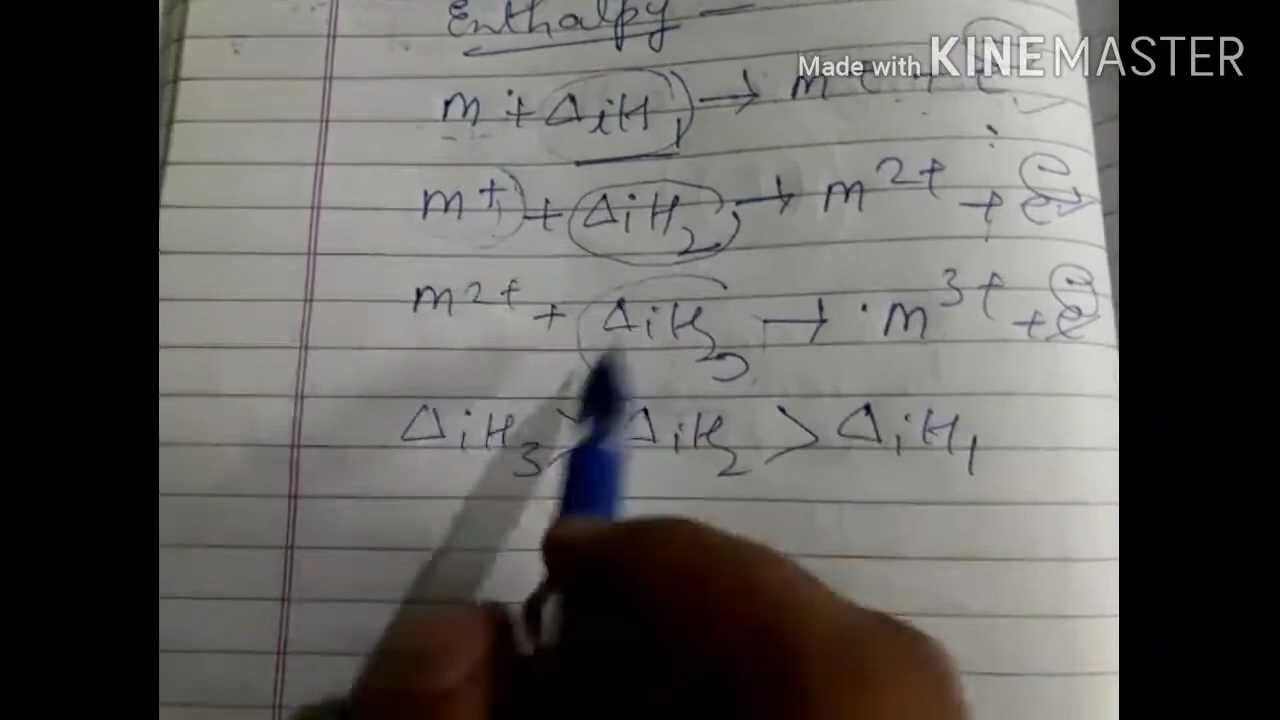 Enthalpy —
Made with KINEMASTER
m + ΔiH1 → m+ + e
m+ + ΔiH2 → m2+ + e
m2+ + ΔiH3 → m3+ + e
ΔiH3 > ΔiH2 > ΔiH1